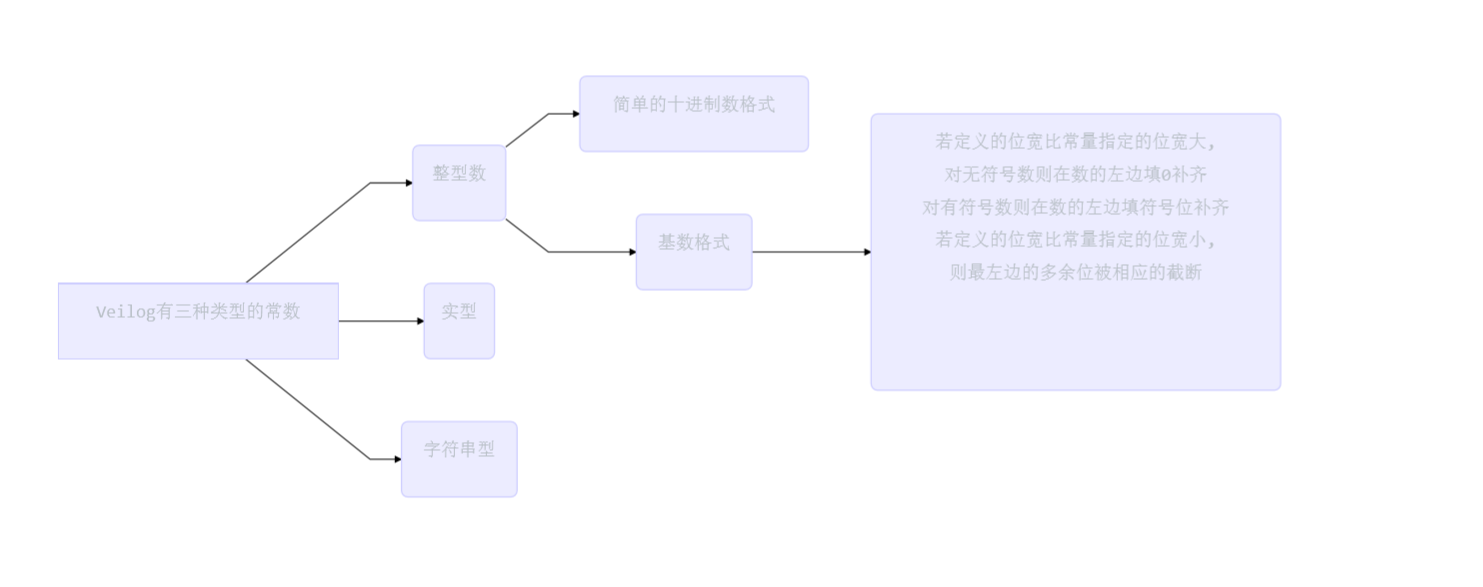 Veilog有三种类型的常数
整型数
简单的十进制数格式
基数格式
若定义的位宽比常量指定的位宽大,
对无符号数则在数的左边填0补齐
对有符号数则在数的左边填符号位补齐
若定义的位宽比常量指定的位宽小,
则最左边的多余位被相应的截断
实型
字符串型